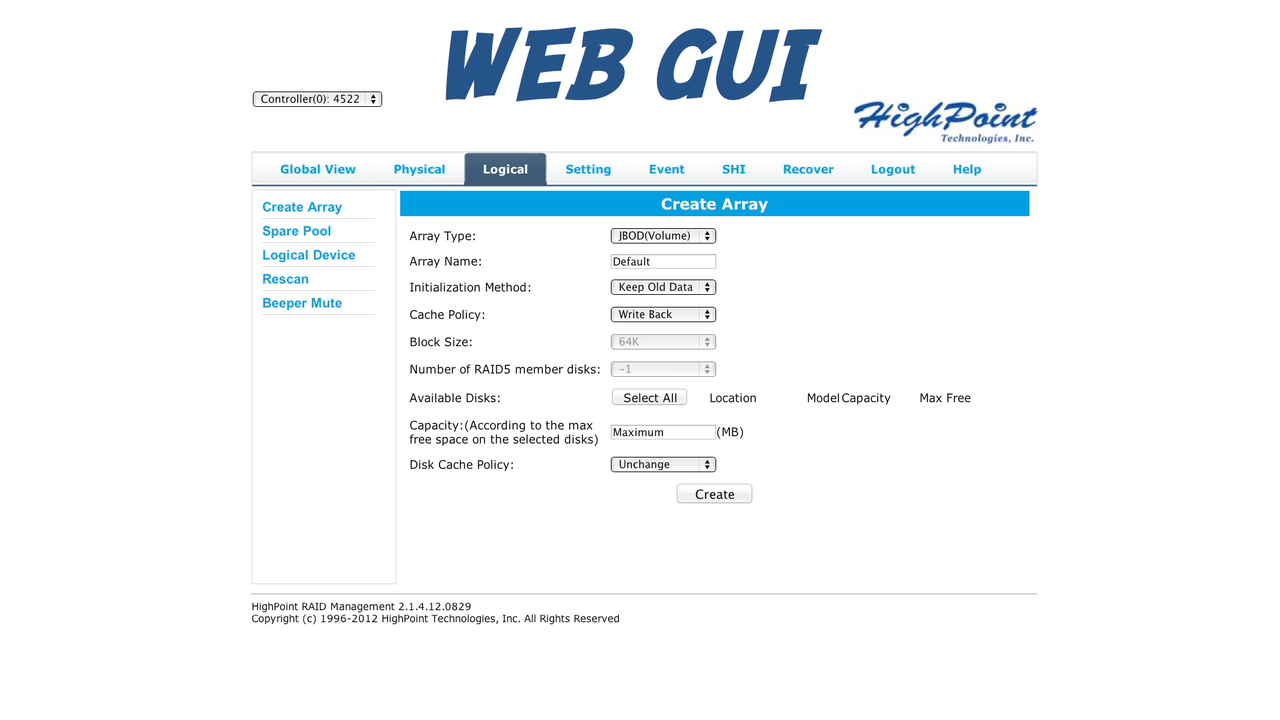 WEB GUI
Controller(0): 4522
HighPoint
Technologies, Inc.
Global View Physical Logical Setting Event SHI Recover Logout Help
Create Array
Spare Pool
Logical Device
Rescan
Beeper Mute
Create Array
Array Type: JBOD(Volume)
Array Name: Default
Initialization Method: Keep Old Data
Cache Policy: Write Back
Block Size: 64K
Number of RAID5 member disks: -1
Available Disks: Select All Location Model Capacity Max Free
Capacity:(According to the max
free space on the selected disks) Maximum (MB)
Disk Cache Policy: Unchange
Create
HighPoint RAID Management 2.1.4.12.0829
Copyright (c) 1996-2012 HighPoint Technologies, Inc. All Rights Reserved